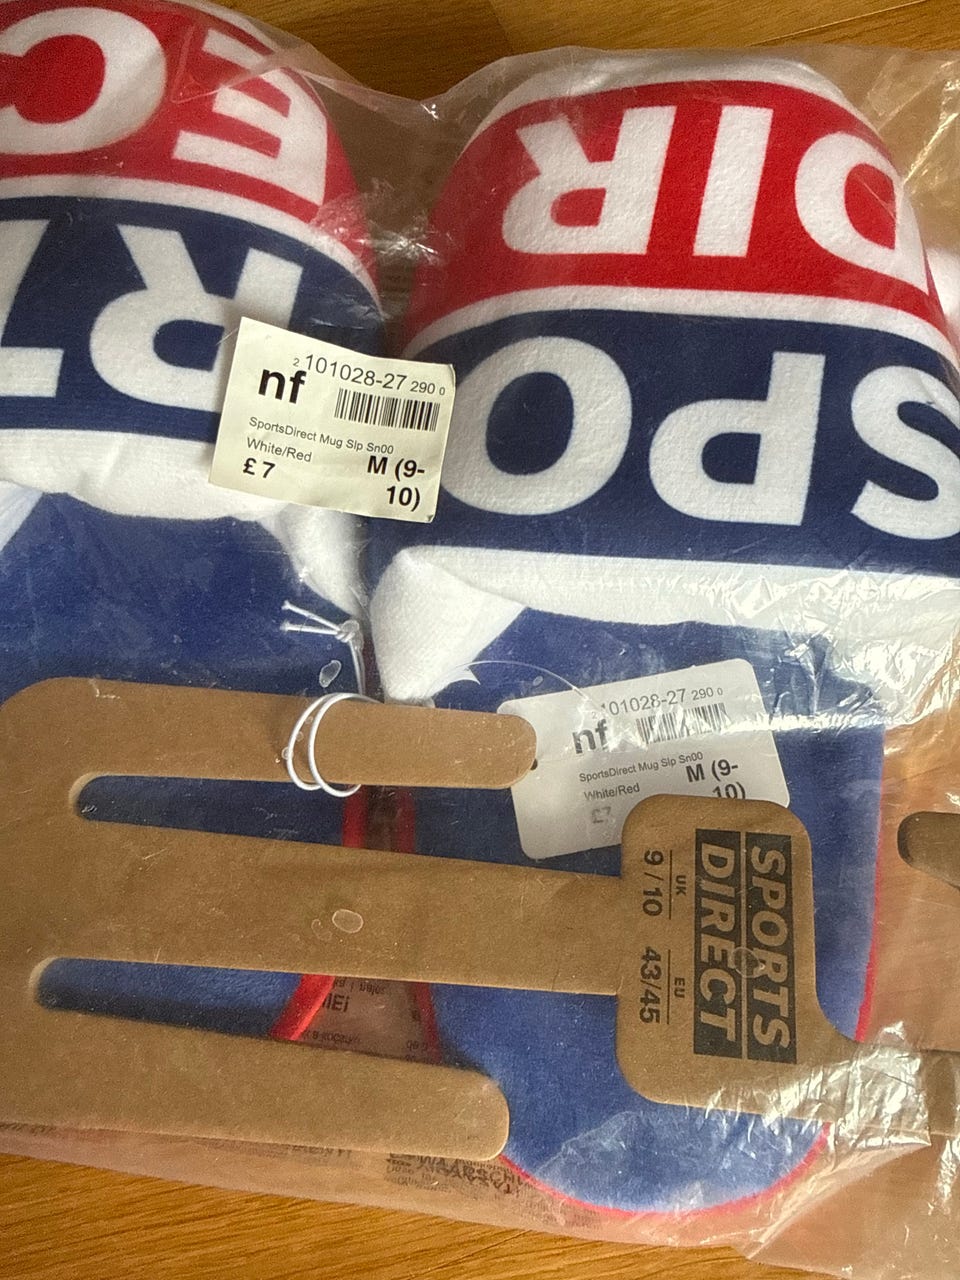 EC
RT
DIR
SPO
2 101028-27 290 0
nf
SportsDirect Mug Slp Sn00
White/Red
£7
M (9-
10)
2 101028-27 290 0
nf
SportsDirect Mug Slp Sn00
White/Red
£7
M (9-
10)
SPORTS
DIRECT
UK EU
9/10 43/45